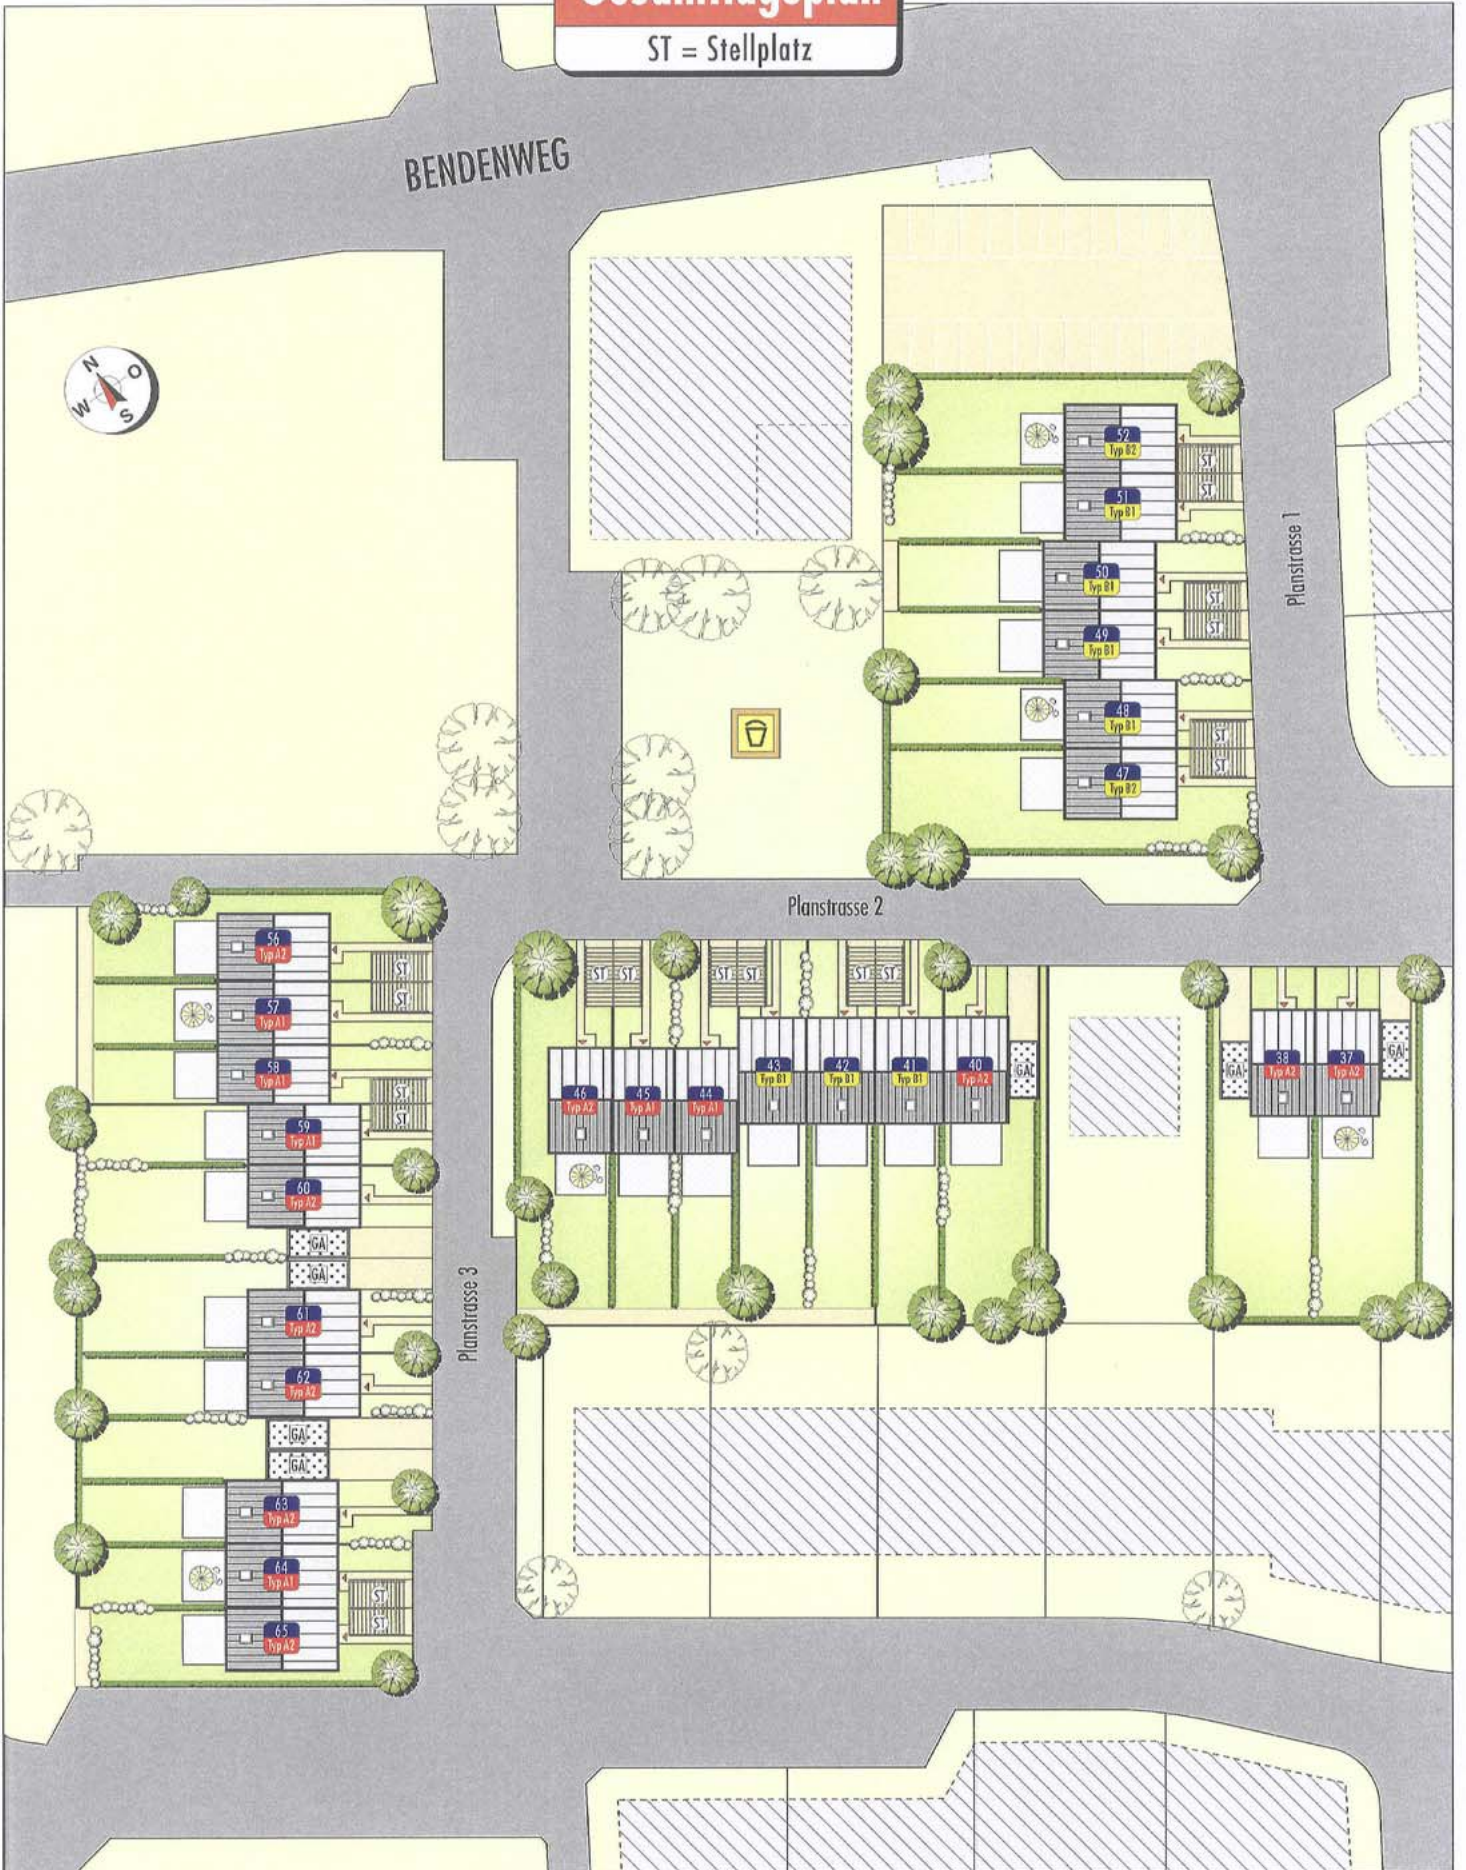 Gesamtlageplan
ST = Stellplatz
BENDENWEG
N
O
W
S
52
Typ B2
ST
ST
51
Typ B1
Planstrasse 1
50
Typ B1
ST
ST
49
Typ B1
48
Typ B1
ST
ST
47
Typ B2
Planstrasse 2
56
Typ A2
ST
ST
57
Typ A1
58
Typ A1
ST
ST
59
Typ A1
60
Typ A2
GA
GA
61
Typ A2
62
Typ A2
GA
GA
63
Typ A2
64
Typ A1
ST
ST
65
Typ A2
Planstrasse 3
ST ST
ST ST
ST ST
46
Typ A2
45
Typ A1
44
Typ A1
43
Typ B1
42
Typ B1
41
Typ B1
40
Typ A2
GA
GA
38
Typ A2
37
Typ A2
GA